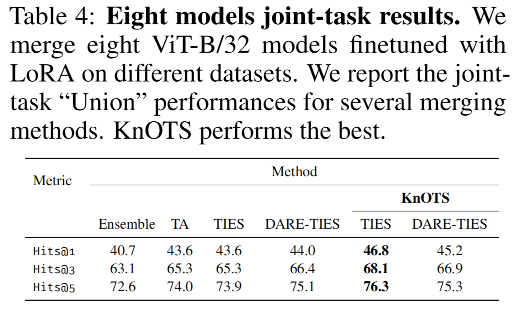 Table 4: Eight models joint-task results. We
merge eight ViT-B/32 models finetuned with
LoRA on different datasets. We report the joint-
task “Union” performances for several merging
methods. KnOTS performs the best.
Metric Method
KnOTS
Ensemble TA TIES DARE-TIES TIES DARE-TIES
Hits@1 40.7 43.6 43.6 44.0 46.8 45.2
Hits@3 63.1 65.3 65.3 66.4 68.1 66.9
Hits@5 72.6 74.0 73.9 75.1 76.3 75.3